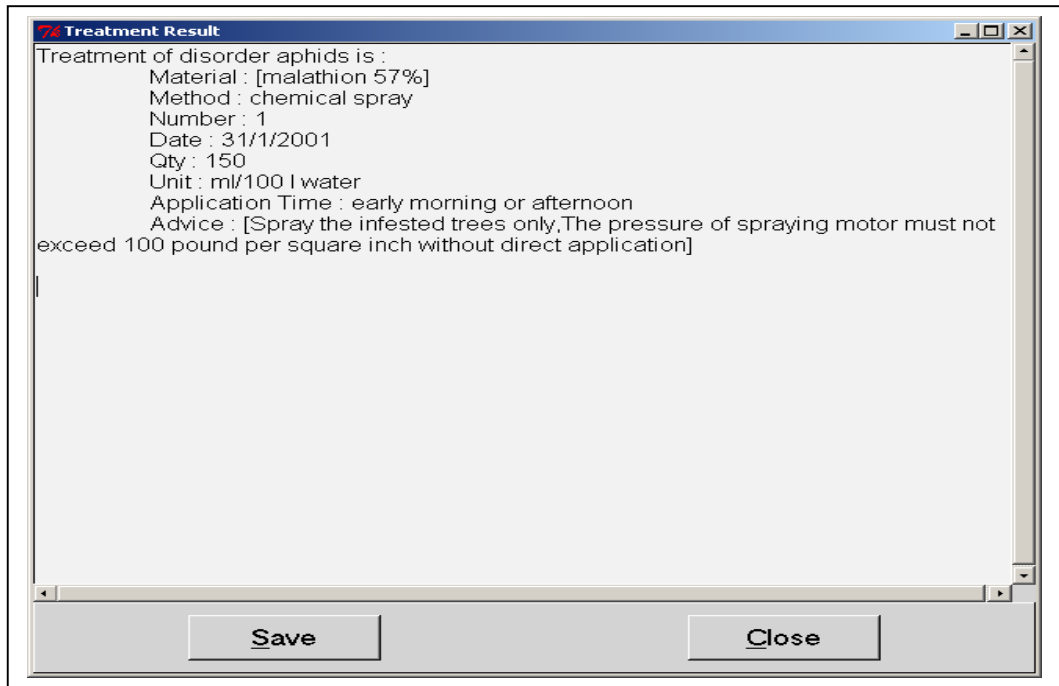 Treatment Result
Treatment of disorder aphids is :
Material : [malathion 57%]
Method : chemical spray
Number : 1
Date : 31/1/2001
Qty : 150
Unit : ml/100 l water
Application Time : early morning or afternoon
Advice : [Spray the infested trees only,The pressure of spraying motor must not
exceed 100 pound per square inch without direct application]
Save
Close